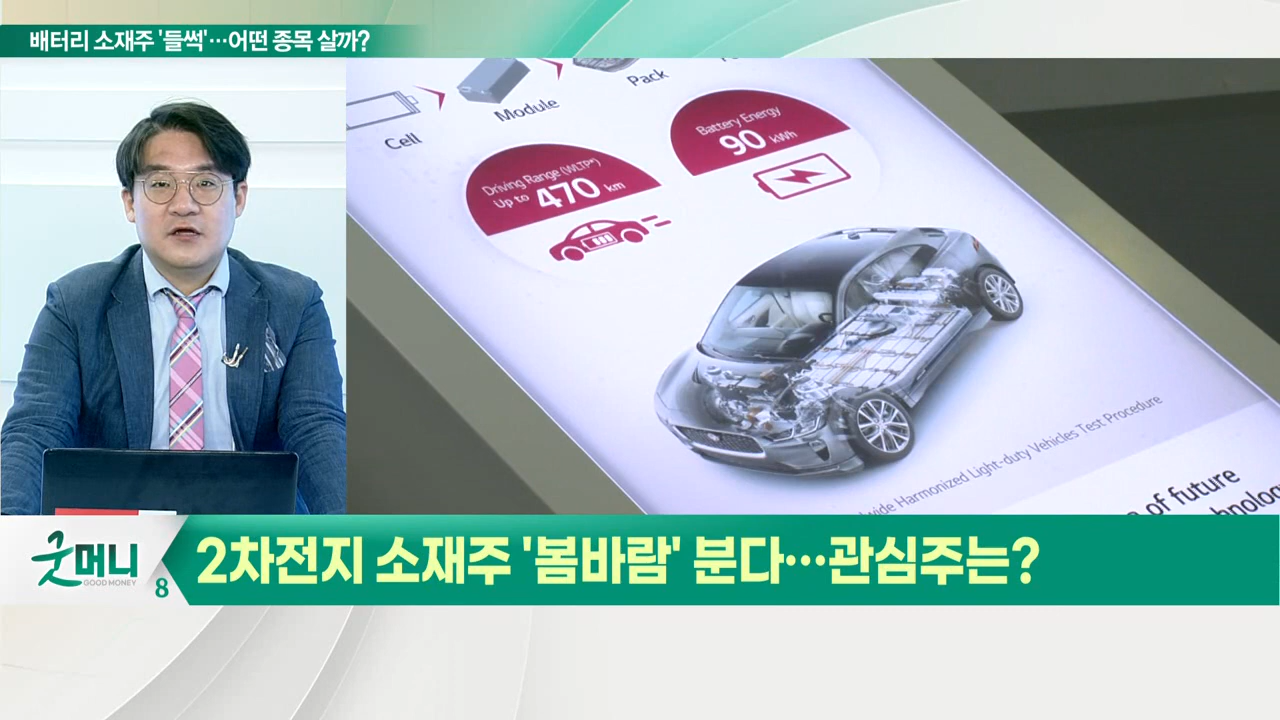 배터리 소재주 '들썩'…어떤 종목 살까?
Cell
Module
Pack
Driving Range (WLTP*)
Up to 470 km
Battery Energy
90 kWh
wide Harmonized Light-duty Vehicles Test Procedure
of future
굿머니
GOOD MONEY
8
2차전지 소재주 '봄바람' 분다…관심주는?